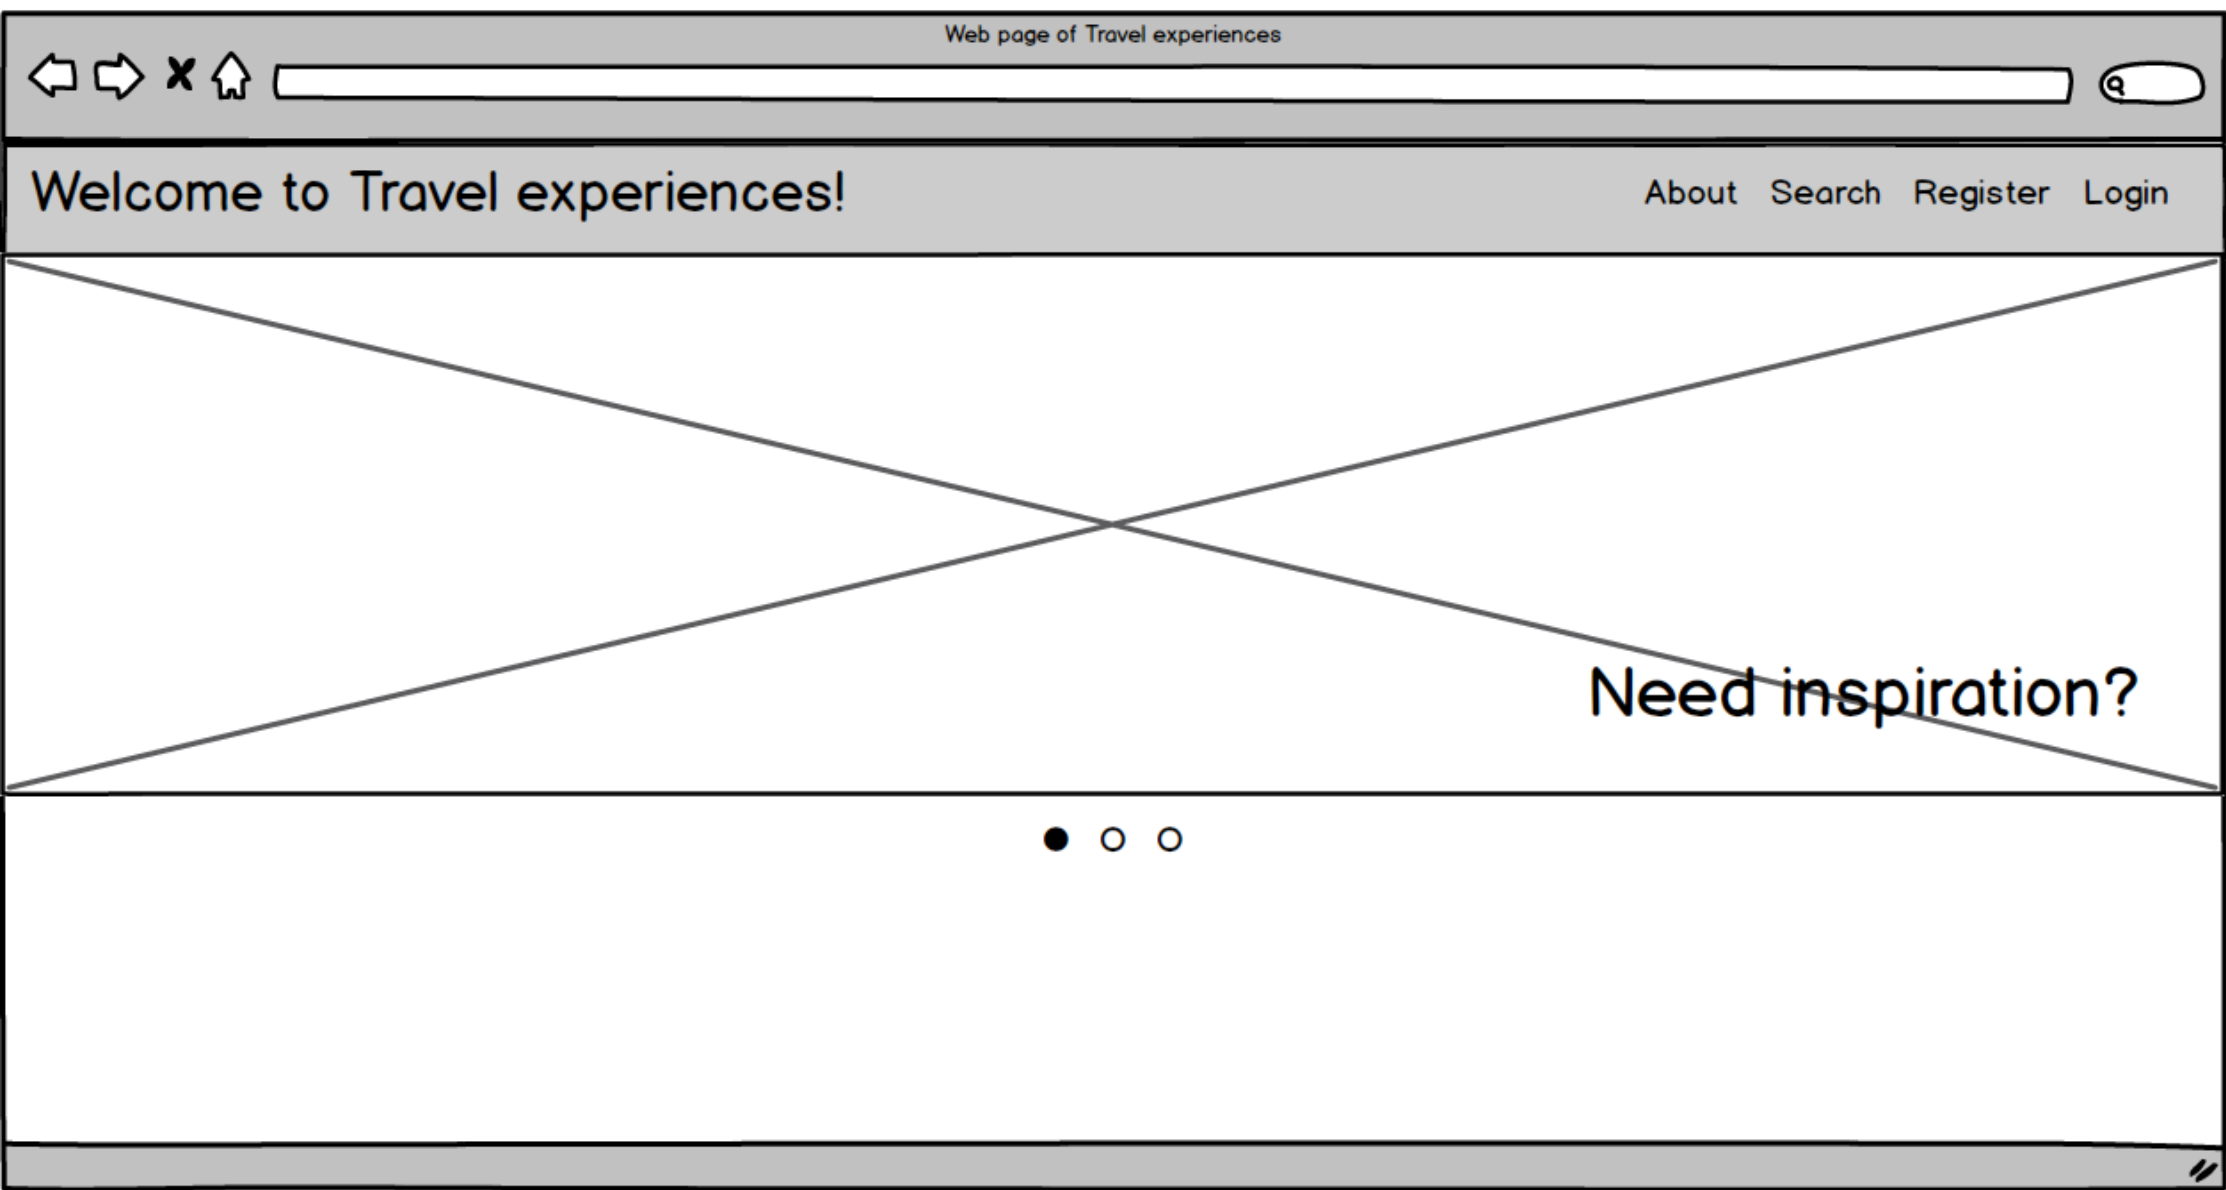 Web page of Travel experiences
Welcome to Travel experiences!
About Search Register Login
Need inspiration?